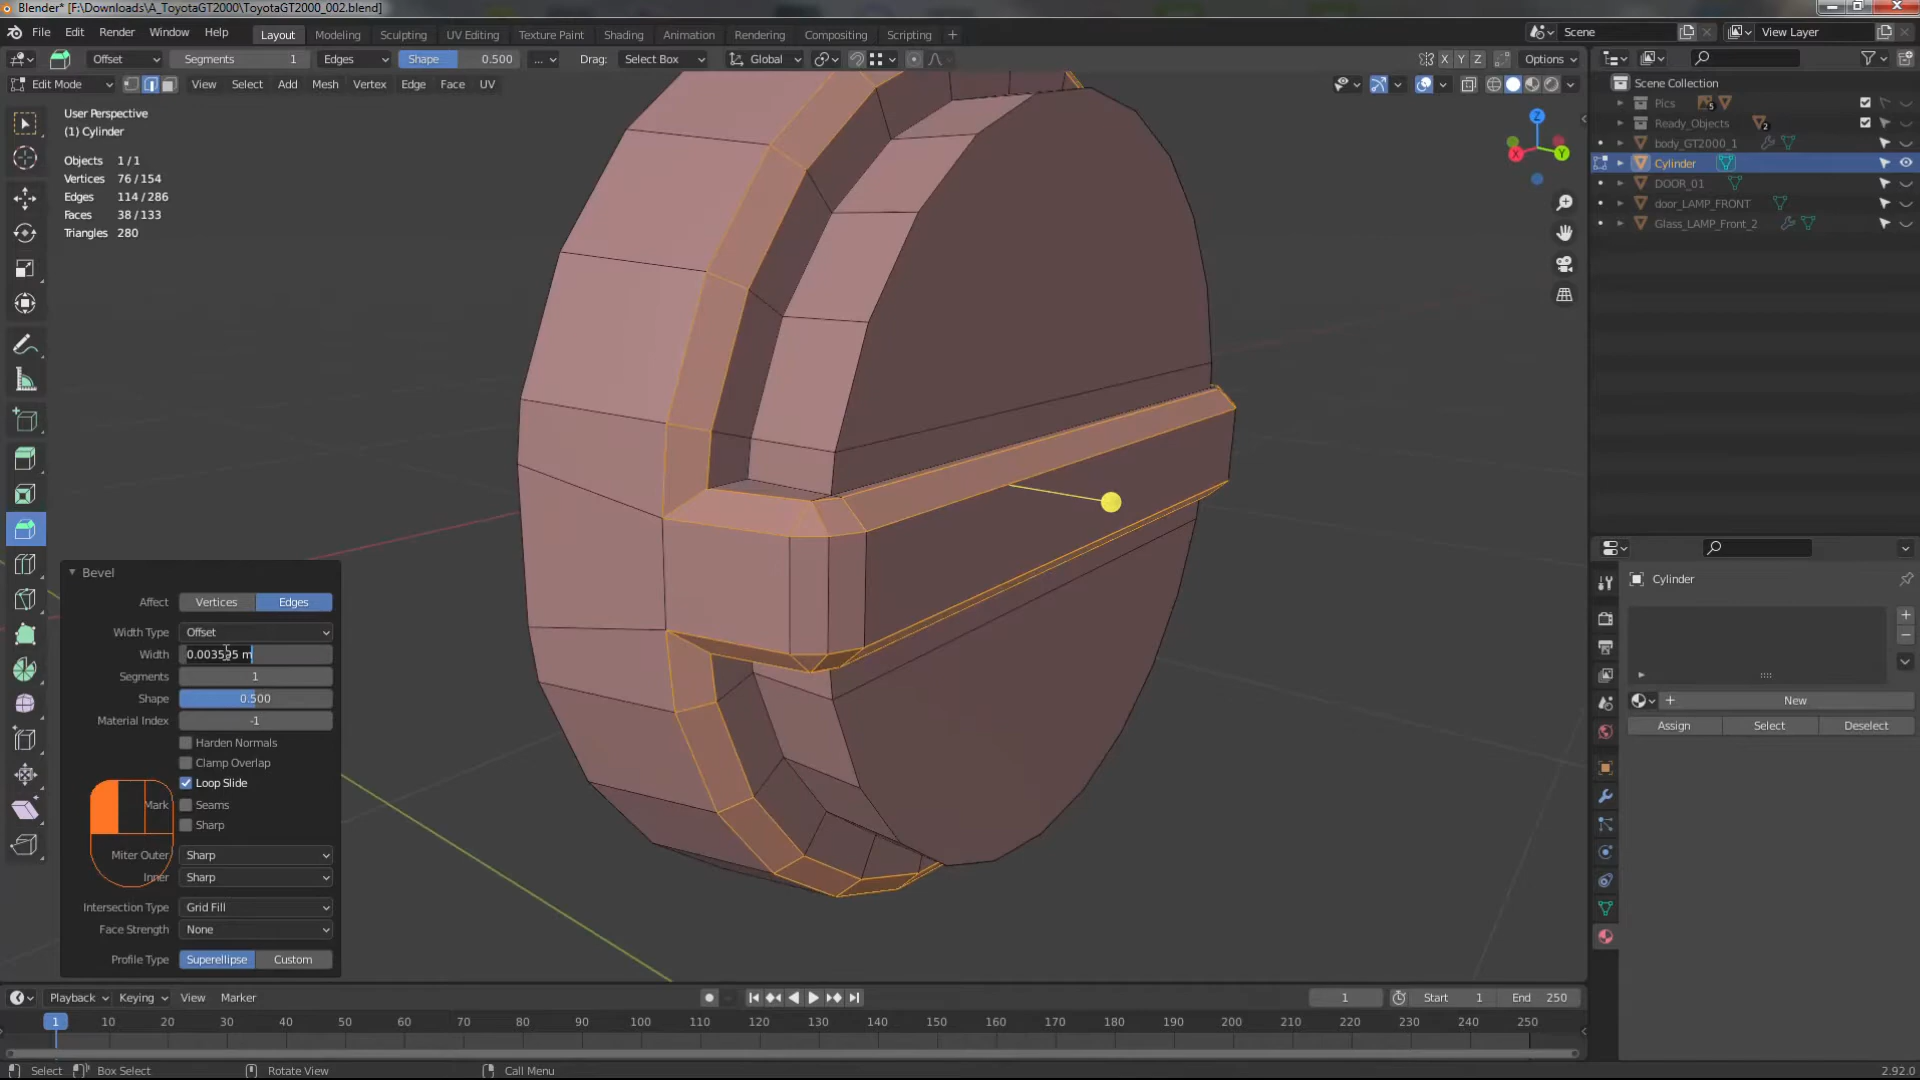 Blender* [F:\Downloads\A_ToyotaGT2000\ToyotaGT2000_002.blend]
File Edit Render Window Help Layout Modeling Sculpting UV Editing Texture Paint Shading Animation Rendering Compositing Scripting + Scene View Layer
Offset Segments 1 Edges Shape 0.500 ... Drag: Select Box Global X Y Z Options
Edit Mode View Select Add Mesh Vertex Edge Face UV
User Perspective
(1) Cylinder
Objects 1/1
Vertices 76/154
Edges 114/286
Faces 38/133
Triangles 280
Z
X
Y
Scene Collection
Pics 5
Ready_Objects 2
body_GT2000_1
Cylinder
DOOR_01
door_LAMP_FRONT
Glass_LAMP_Front_2
Cylinder
New
Assign Select Deselect
Bevel
Affect Vertices Edges
Width Type Offset
Width 0.003595 m
Segments 1
Shape 0.500
Material Index -1
Harden Normals
Clamp Overlap
Loop Slide
Mark Seams
Sharp
Miter Outer Sharp
Inner Sharp
Intersection Type Grid Fill
Face Strength None
Profile Type Superellipse Custom
Playback Keying View Marker 1 Start 1 End 250
1 10 20 30 40 50 60 70 80 90 100 110 120 130 140 150 160 170 180 190 200 210 220 230 240 250
Select Box Select Rotate View Call Menu 2.92.0